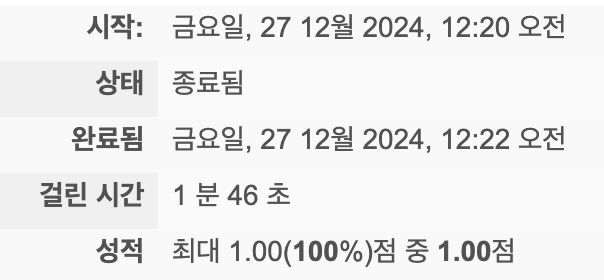 시작: 금요일, 27 12월 2024, 12:20 오전
상태 종료됨
완료됨 금요일, 27 12월 2024, 12:22 오전
걸린 시간 1 분 46 초
성적 최대 1.00(100%)점 중 1.00점